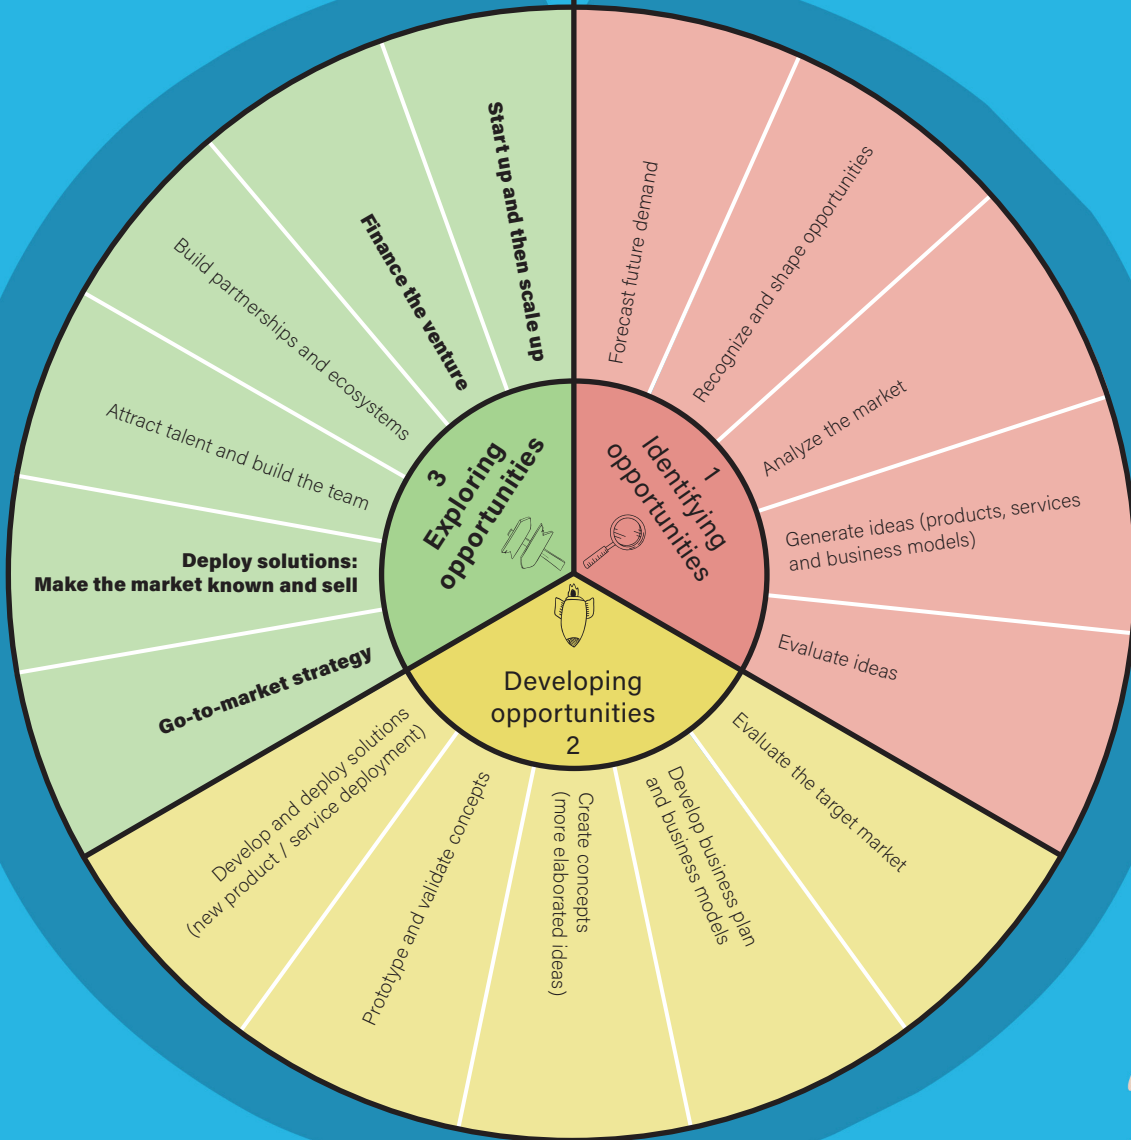 1
Identifying
opportunities
Forecast future demand
Recognize and shape opportunities
Analyze the market
Generate ideas (products, services
and business models)
Evaluate ideas
Developing
opportunities
2
Evaluate the target market
Develop business plan
and business models
Create concepts
(more elaborated ideas)
Prototype and validate concepts
Develop and deploy solutions
(new product / service deployment)
3
Exploring
opportunities
Go-to-market strategy
Deploy solutions:
Make the market known and sell
Attract talent and build the team
Build partnerships and ecosystems
Finance the venture
Start up and then scale up